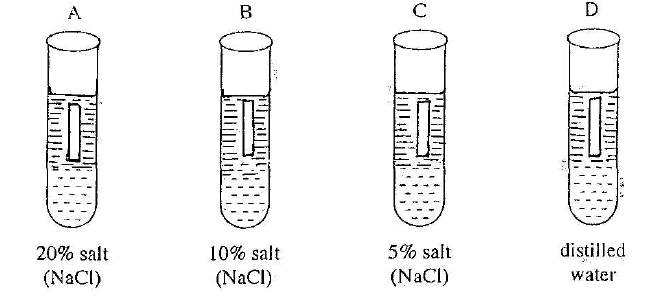 A B C D
20% salt 10% salt 5% salt distilled
(NaCl) (NaCl) (NaCl) water